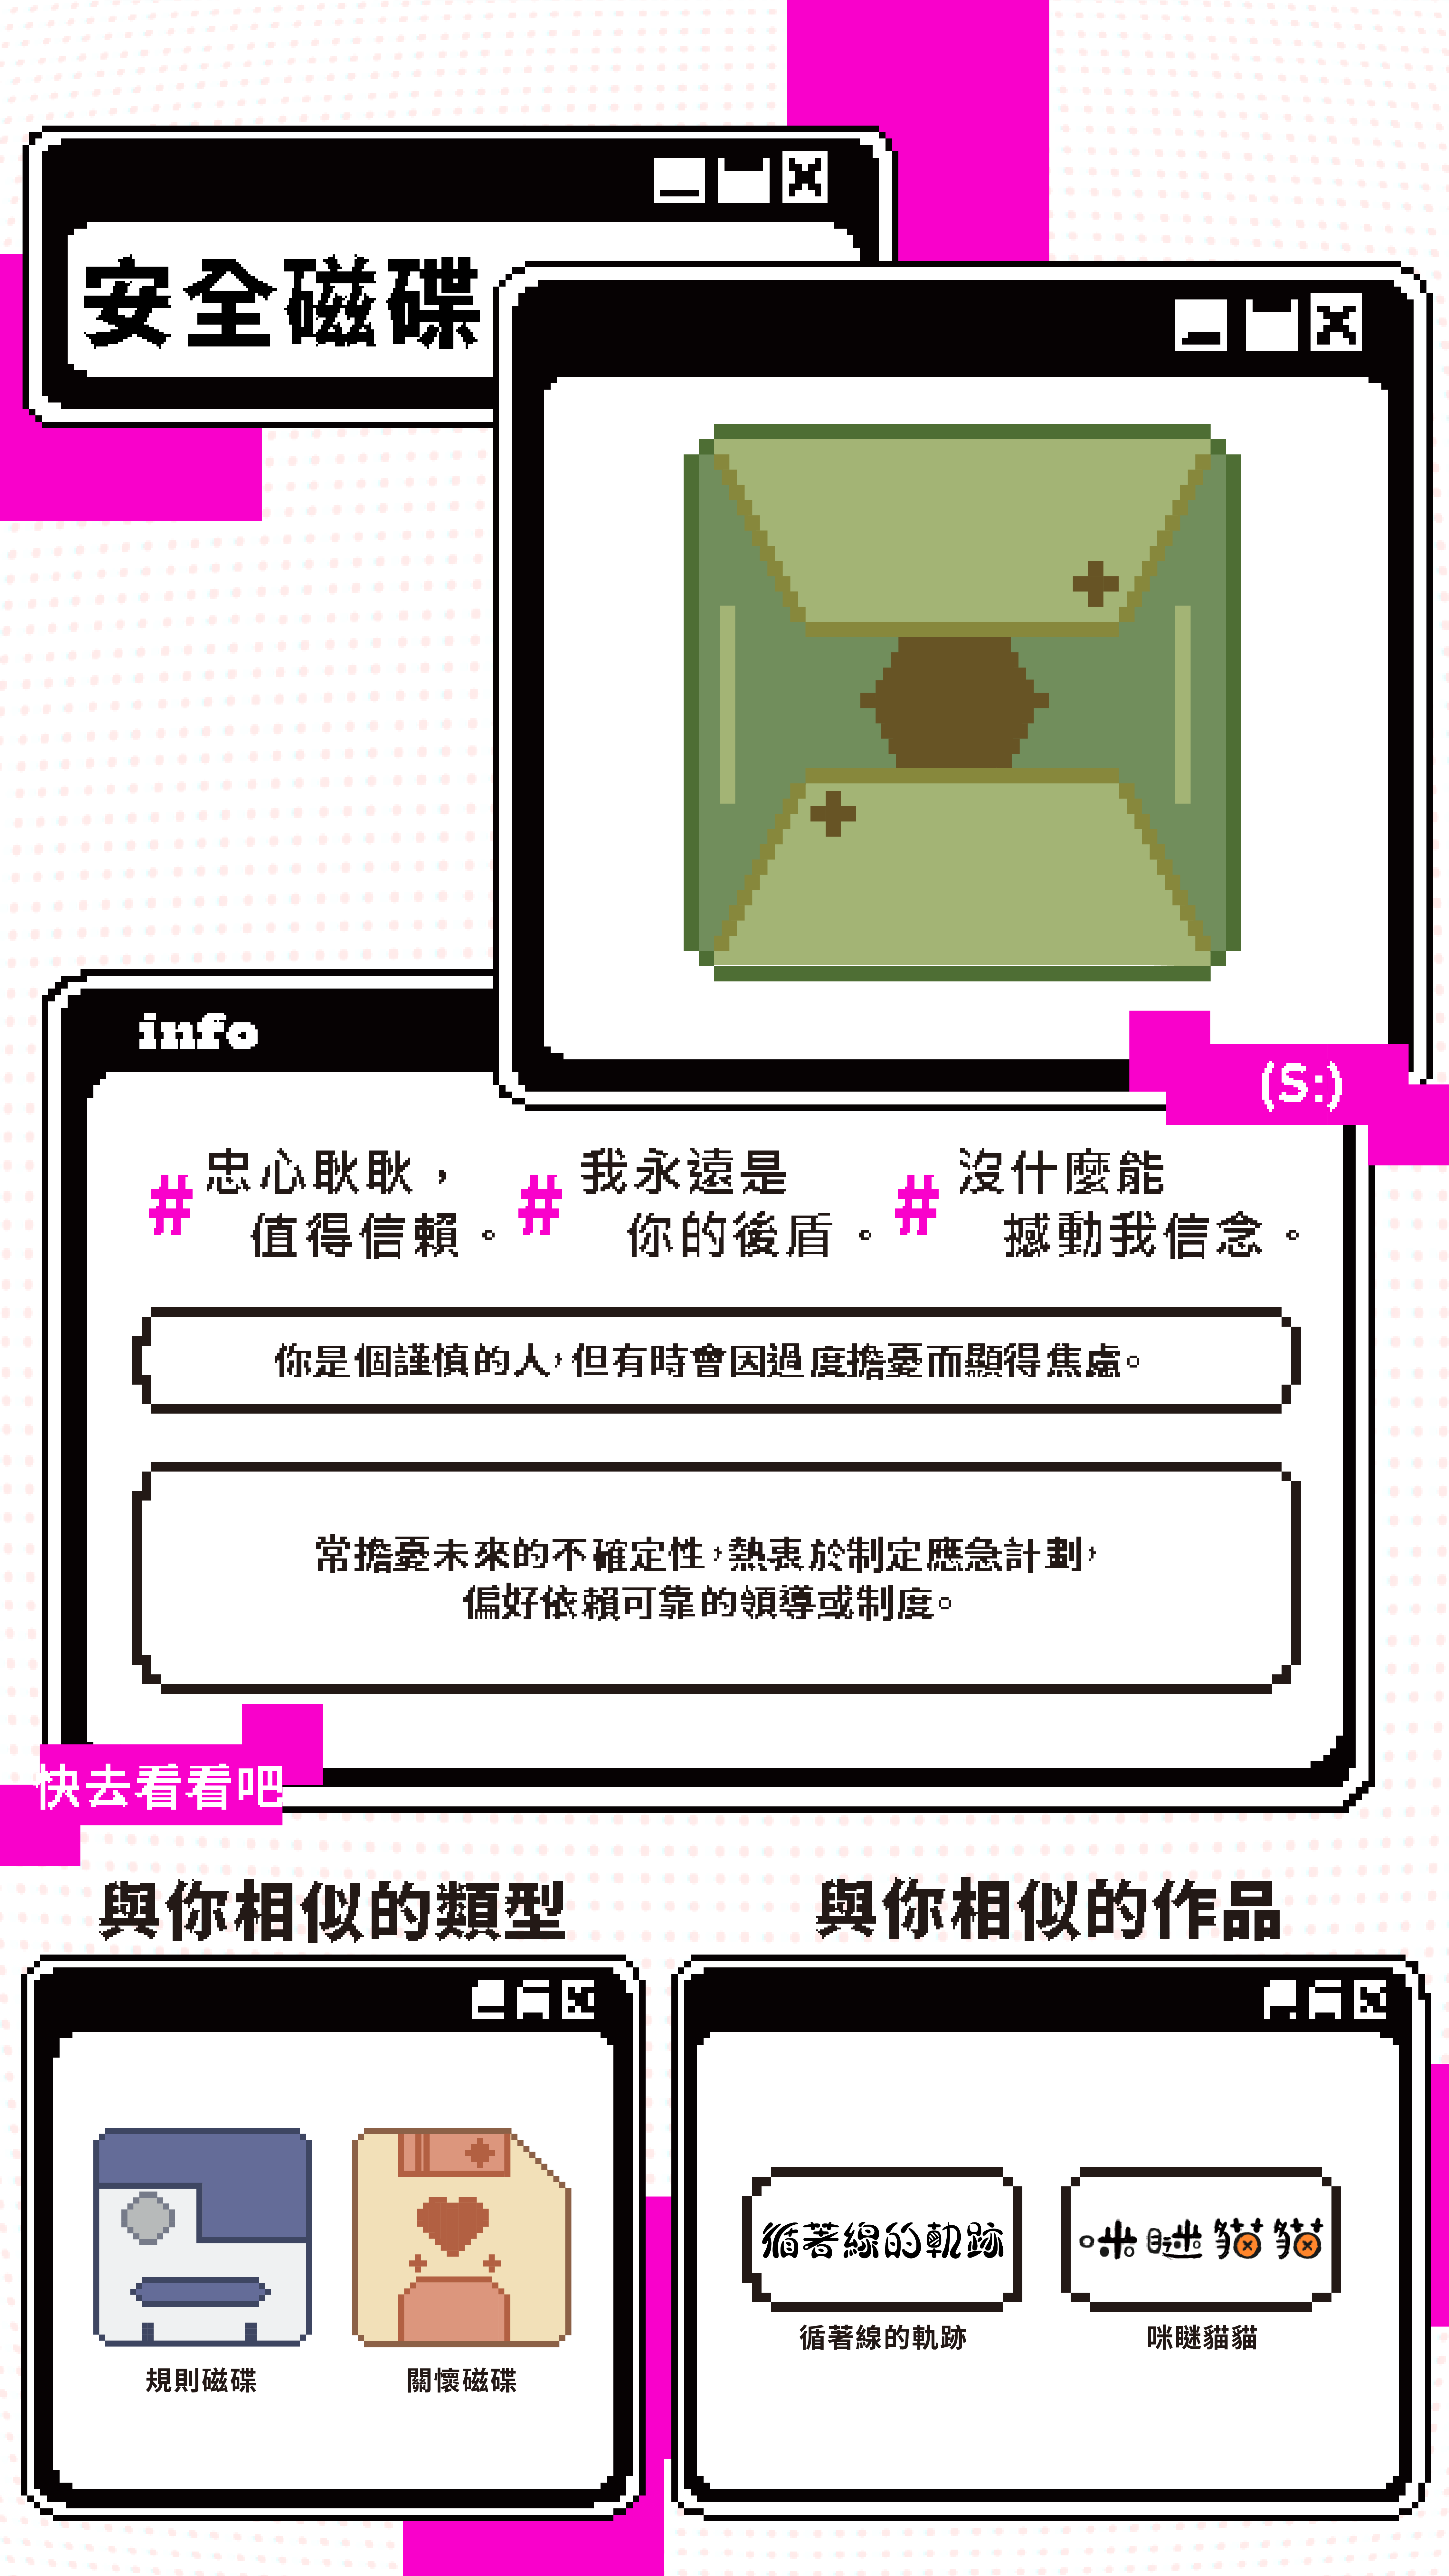 安全磁碟
(S:)
info
# 忠心耿耿，
值得信賴。
# 我永遠是
你的後盾。
# 沒什麼能
撼動我信念。
你是個謹慎的人，但有時會因過度擔憂而顯得焦慮。
常擔憂未來的不確定性，熱衷於制定應急計劃，
偏好依賴可靠的領導或制度。
快去看看吧
與你相似的類型
規則磁碟
關懷磁碟
與你相似的作品
循著線的軌跡
循著線的軌跡
咪瞇貓貓
咪瞇貓貓